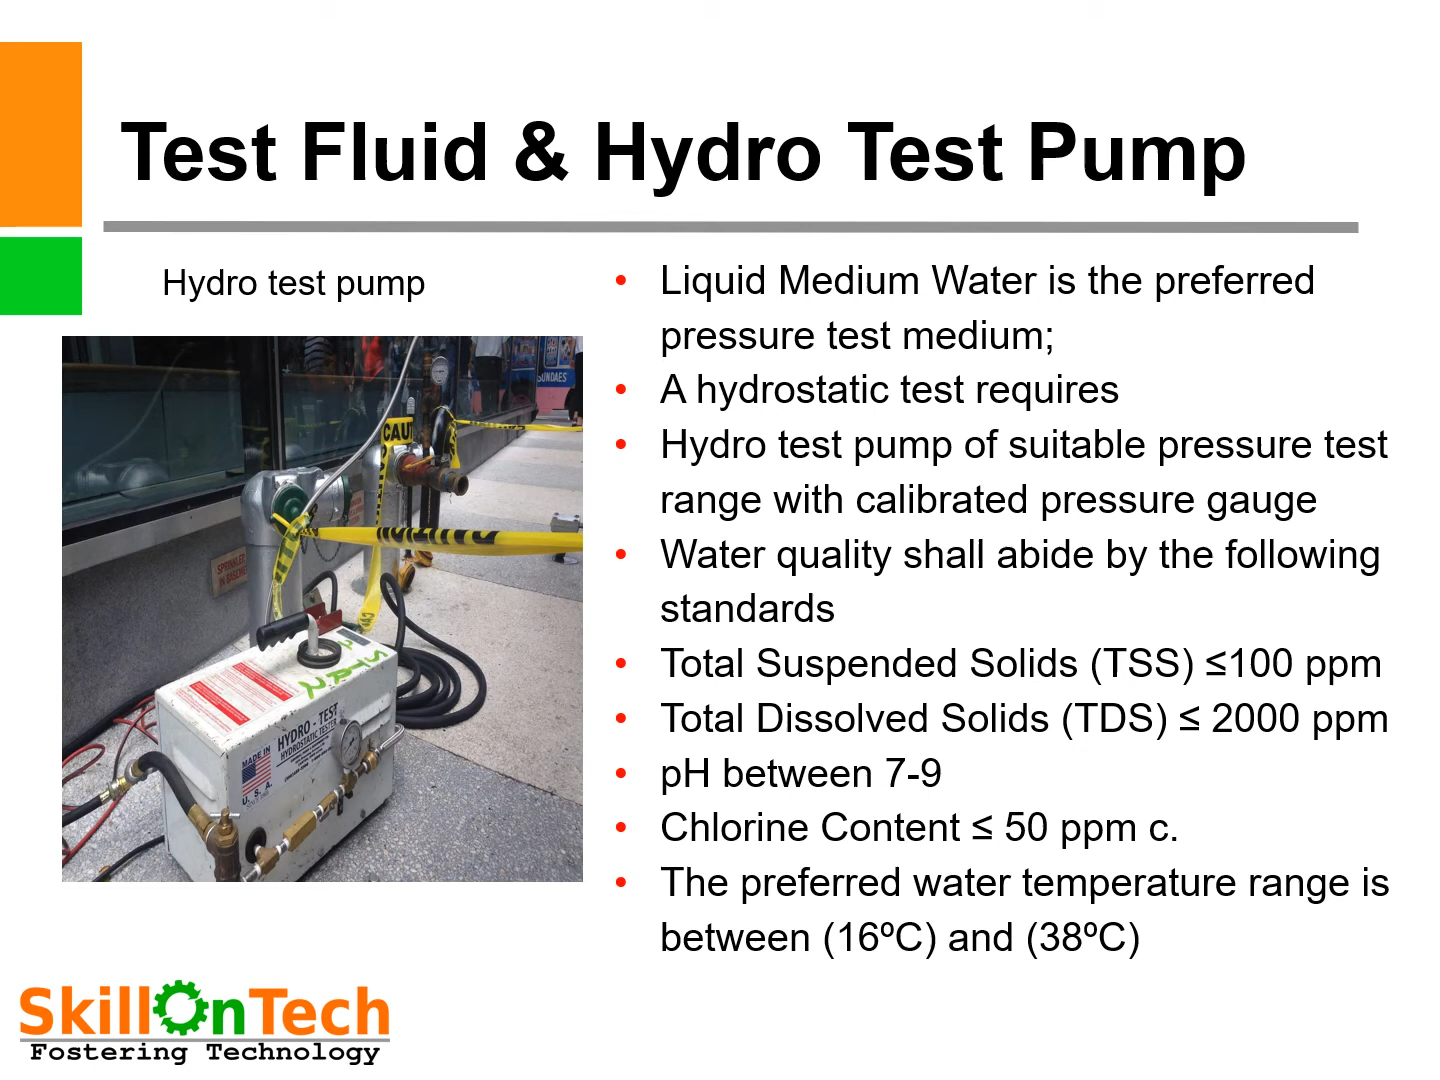 Test Fluid & Hydro Test Pump
Hydro test pump
• Liquid Medium Water is the preferred
pressure test medium;
• A hydrostatic test requires
• Hydro test pump of suitable pressure test
range with calibrated pressure gauge
• Water quality shall abide by the following
standards
• Total Suspended Solids (TSS) ≤100 ppm
• Total Dissolved Solids (TDS) ≤ 2000 ppm
• pH between 7-9
• Chlorine Content ≤ 50 ppm c.
• The preferred water temperature range is
between (16ºC) and (38ºC)
SUNDAES
CAUT
SPRINKLER
IN BASEMENT
HYDRO - TEST
HYDROSTATIC TESTER
MADE IN
U. S. A.
SkillOnTech
Fostering Technology